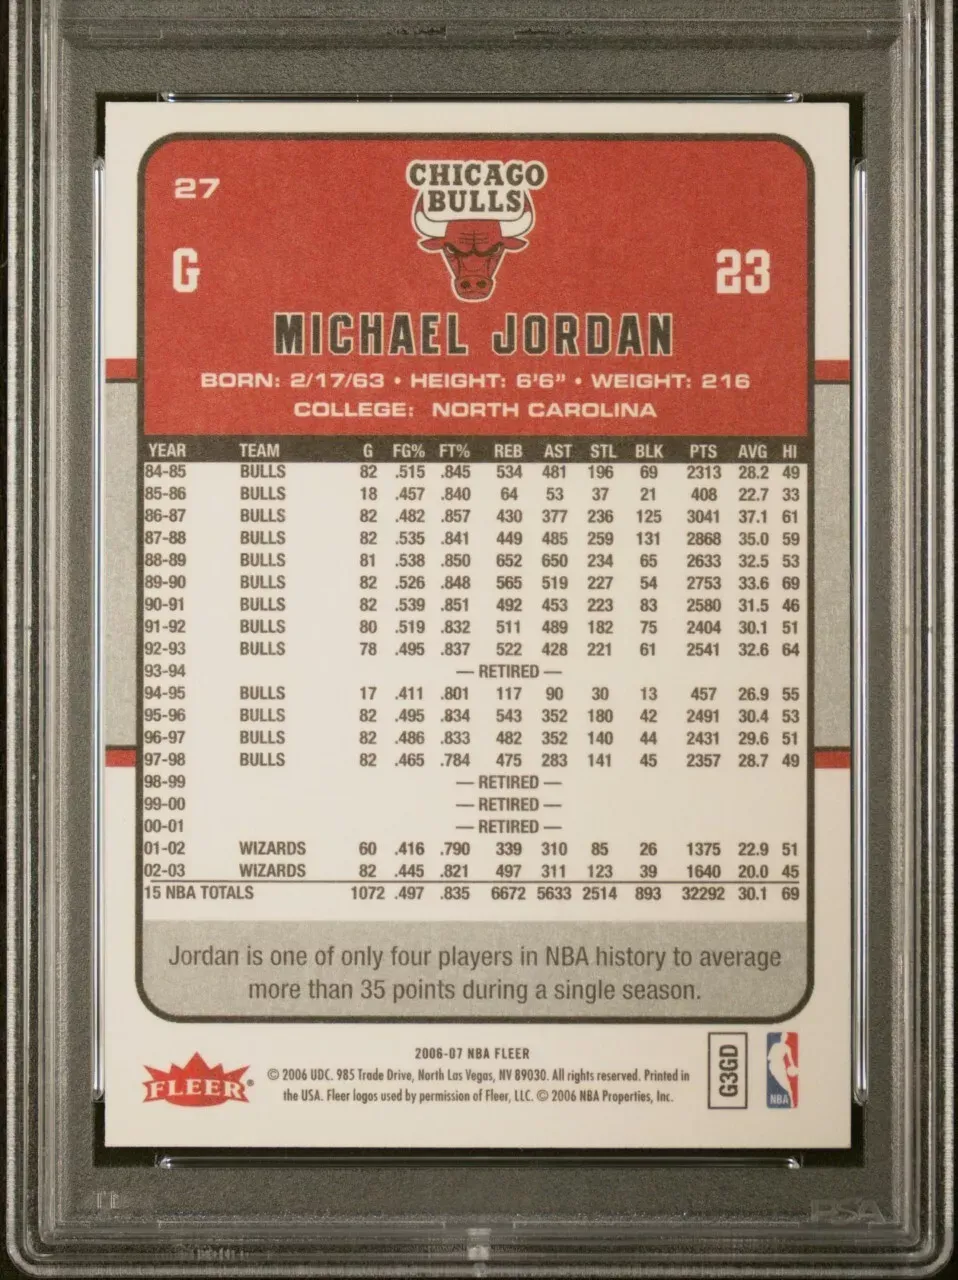 27
CHICAGO
BULLS
G
23
MICHAEL JORDAN
BORN: 2/17/63 • HEIGHT: 6'6" • WEIGHT: 216
COLLEGE: NORTH CAROLINA
YEAR TEAM G FG% FT% REB AST STL BLK PTS AVG HI
84-85 BULLS 82 .515 .845 534 481 196 69 2313 28.2 49
85-86 BULLS 18 .457 .840 64 53 37 21 408 22.7 33
86-87 BULLS 82 .482 .857 430 377 236 125 3041 37.1 61
87-88 BULLS 82 .535 .841 449 485 259 131 2868 35.0 59
88-89 BULLS 81 .538 .850 652 650 234 65 2633 32.5 53
89-90 BULLS 82 .526 .848 565 519 227 54 2753 33.6 69
90-91 BULLS 82 .539 .851 492 453 223 83 2580 31.5 46
91-92 BULLS 80 .519 .832 511 489 182 75 2404 30.1 51
92-93 BULLS 78 .495 .837 522 428 221 61 2541 32.6 64
93-94 — RETIRED —
94-95 BULLS 17 .411 .801 117 90 30 13 457 26.9 55
95-96 BULLS 82 .495 .834 543 352 180 42 2491 30.4 53
96-97 BULLS 82 .486 .833 482 352 140 44 2431 29.6 51
97-98 BULLS 82 .465 .784 475 283 141 45 2357 28.7 49
98-99 — RETIRED —
99-00 — RETIRED —
00-01 — RETIRED —
01-02 WIZARDS 60 .416 .790 339 310 85 26 1375 22.9 51
02-03 WIZARDS 82 .445 .821 497 311 123 39 1640 20.0 45
15 NBA TOTALS 1072 .497 .835 6672 5633 2514 893 32292 30.1 69
Jordan is one of only four players in NBA history to average
more than 35 points during a single season.
2006-07 NBA FLEER
© 2006 UDC. 985 Trade Drive, North Las Vegas, NV 89030. All rights reserved. Printed in
the USA. Fleer logos used by permission of Fleer, LLC. © 2006 NBA Properties, Inc.
FLEER®
G3GD
NBA
PSA